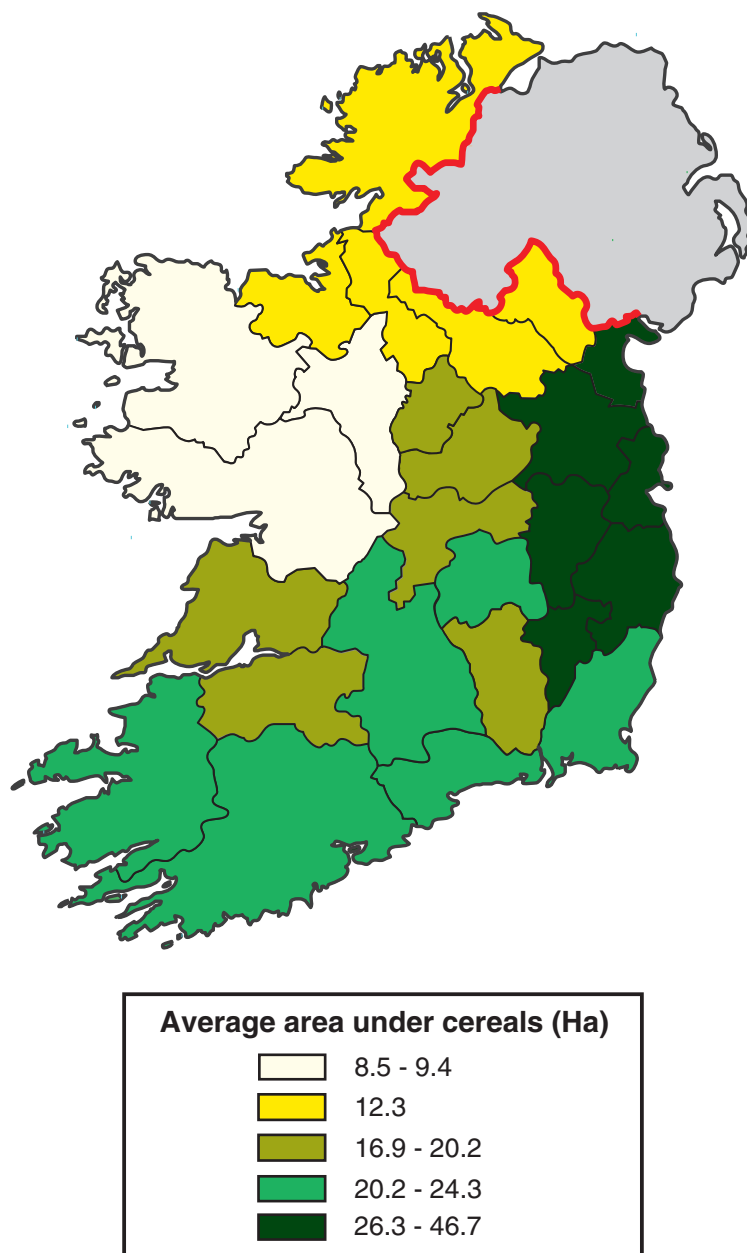 Average area under cereals (Ha)
8.5 - 9.4
12.3
16.9 - 20.2
20.2 - 24.3
26.3 - 46.7